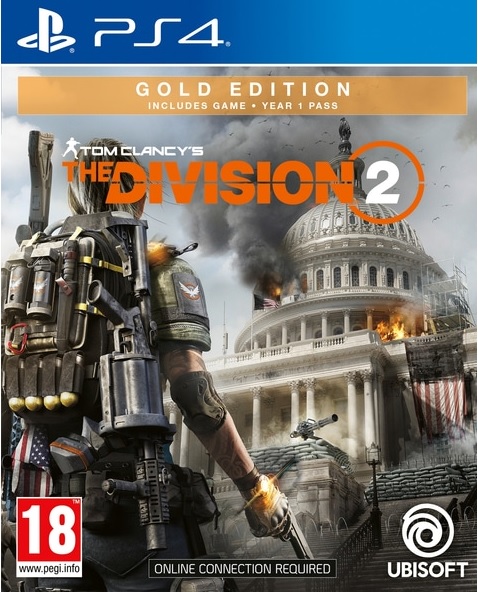 PS4
GOLD EDITION
INCLUDES GAME • YEAR 1 PASS
TOM CLANCY'S
THE DIVISION 2
18
www.pegi.info
ONLINE CONNECTION REQUIRED
UBISOFT